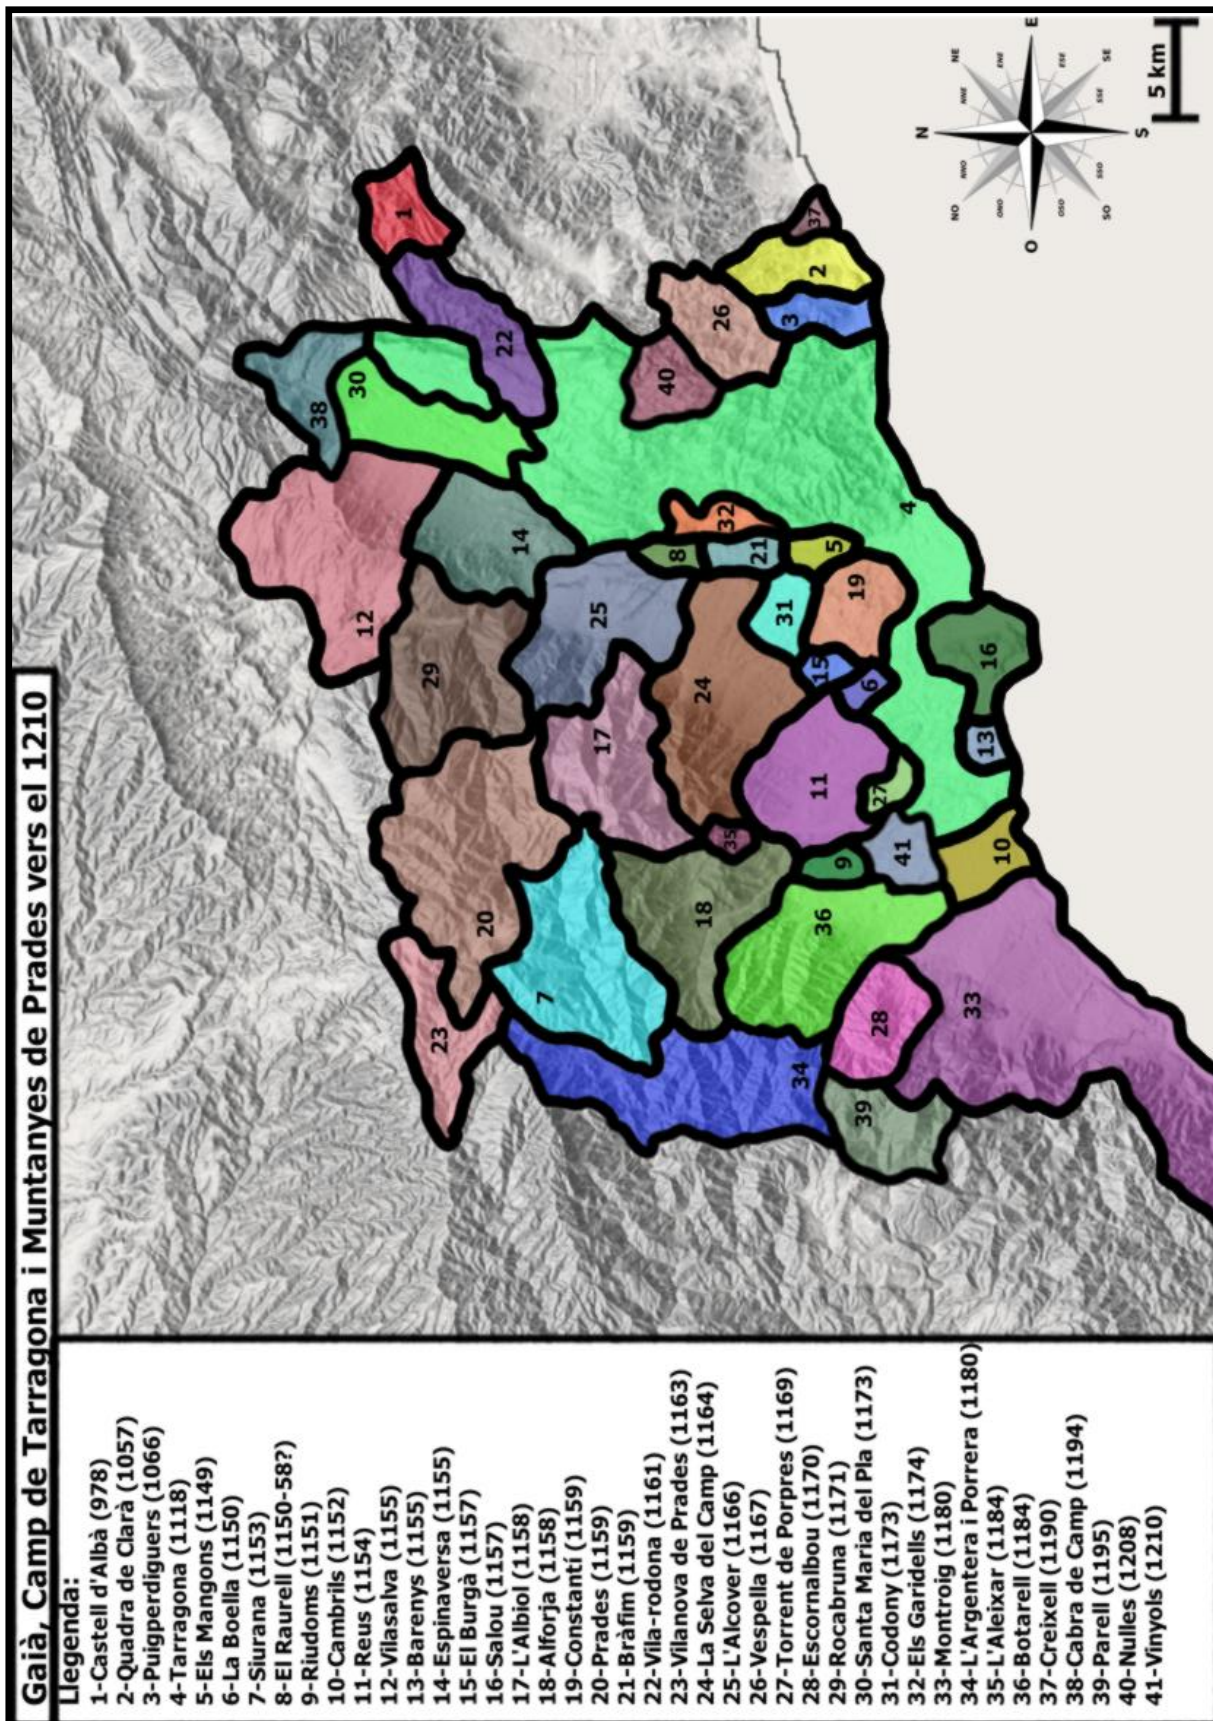 Gaià, Camp de Tarragona i Muntanyes de Prades vers el 1210
Llegenda:
1-Castell d'Albà (978)
2-Quadra de Clarà (1057)
3-Puigperdiguers (1066)
4-Tarragona (1118)
5-Els Mangons (1149)
6-La Boella (1150)
7-Siurana (1153)
8-El Raurell (1150-58?)
9-Riudoms (1151)
10-Cambrils (1152)
11-Reus (1154)
12-Vilasalva (1155)
13-Barenys (1155)
14-Espinaversa (1155)
15-El Burgà (1157)
16-Salou (1157)
17-L'Albiol (1158)
18-Alforja (1158)
19-Constantí (1159)
20-Prades (1159)
21-Bràfim (1159)
22-Vila-rodona (1161)
23-Vilanova de Prades (1163)
24-La Selva del Camp (1164)
25-L'Alcover (1166)
26-Vespella (1167)
27-Torrent de Porpres (1169)
28-Escornalbou (1170)
29-Rocabruna (1171)
30-Santa Maria del Pla (1173)
31-Codony (1173)
32-Els Garidells (1174)
33-Montroig (1180)
34-L'Argentera i Porrera (1180)
35-L'Aleixar (1184)
36-Botarell (1184)
37-Creixell (1190)
38-Cabra de Camp (1194)
39-Parell (1195)
40-Nulles (1208)
41-Vinyols (1210)
1
38
30
22
12
14
29
25
17
20
23
7
40
26
37
2
3
8
32
21
5
31
19
4
24
15
6
16
13
11
27
35
18
9
41
10
36
34
28
33
39
N
NNE
NE
ENE
E
ESE
SE
SSE
S
SSO
SO
OSO
O
ONO
NO
NNO
5 km